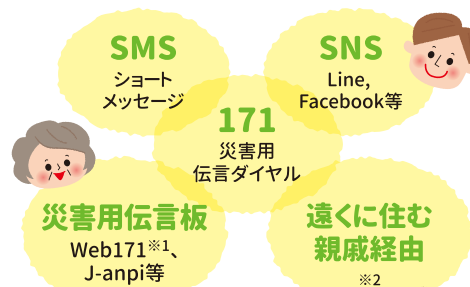 SMS
ショート
メッセージ
SNS
Line,
Facebook等
171
災害用
伝言ダイヤル
災害用伝言板
Web171※1、
J-anpi等
遠くに住む
親戚経由
※2